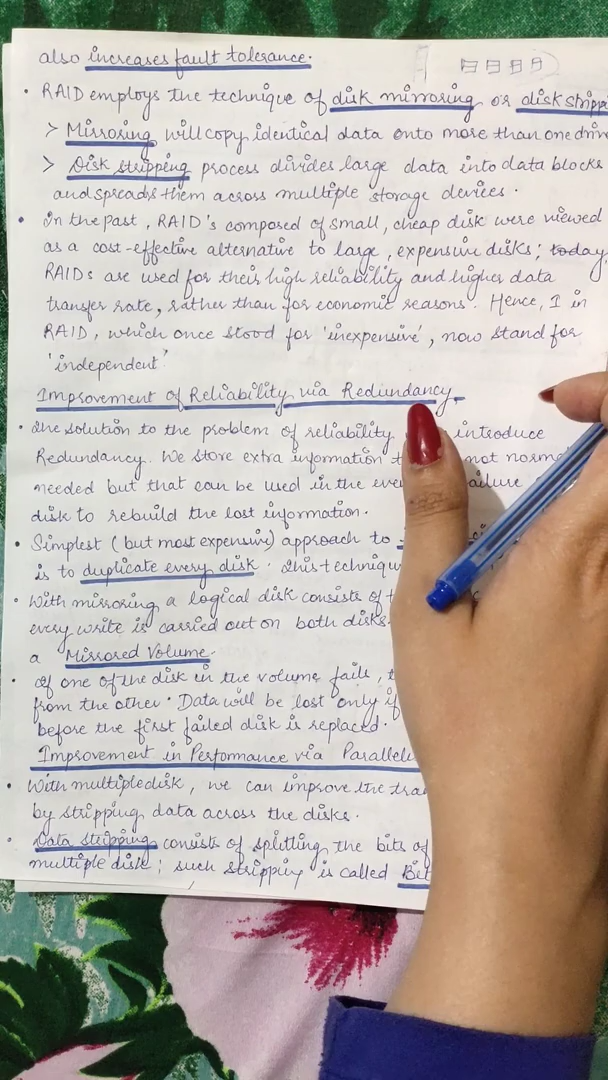 also increases fault tolerance.
• RAID employs the technique of disk mirroring or disk strippi
> Mirroring will copy identical data onto more than one driv
> Disk stripping process divides large data into data blocks
and spreads them across multiple storage devices.
• In the past, RAID's composed of small, cheap disk were viewed
as a cost-effective alternative to large, expensive disks; today,
RAIDs are used for their high reliability and higher data
transfer rate, rather than for economic reasons. Hence, I in
RAID, which once stood for 'inexpensive', now stand for
'independent'
Improvement of Reliability via Redundancy.
• The solution to the problem of reliability introduce
Redundancy. We store extra information not norma
needed but that can be used in the eve failure
disk to rebuild the lost information.
• Simplest (but most expensive) approach to
is to duplicate every disk. This techniqu
• With mirroring a logical disk consists of
every write is carried out on both disks.
a Mirrored Volume.
• If one of the disk in the volume fails,
from the other. Data will be lost only if
before the first failed disk is replaced.
Improvement in Performance via Parallel
• With multiple disk, we can improve the tra
by stripping data across the disks.
• Data stripping consists of splitting the bits of
multiple disk; such stripping is called Bit